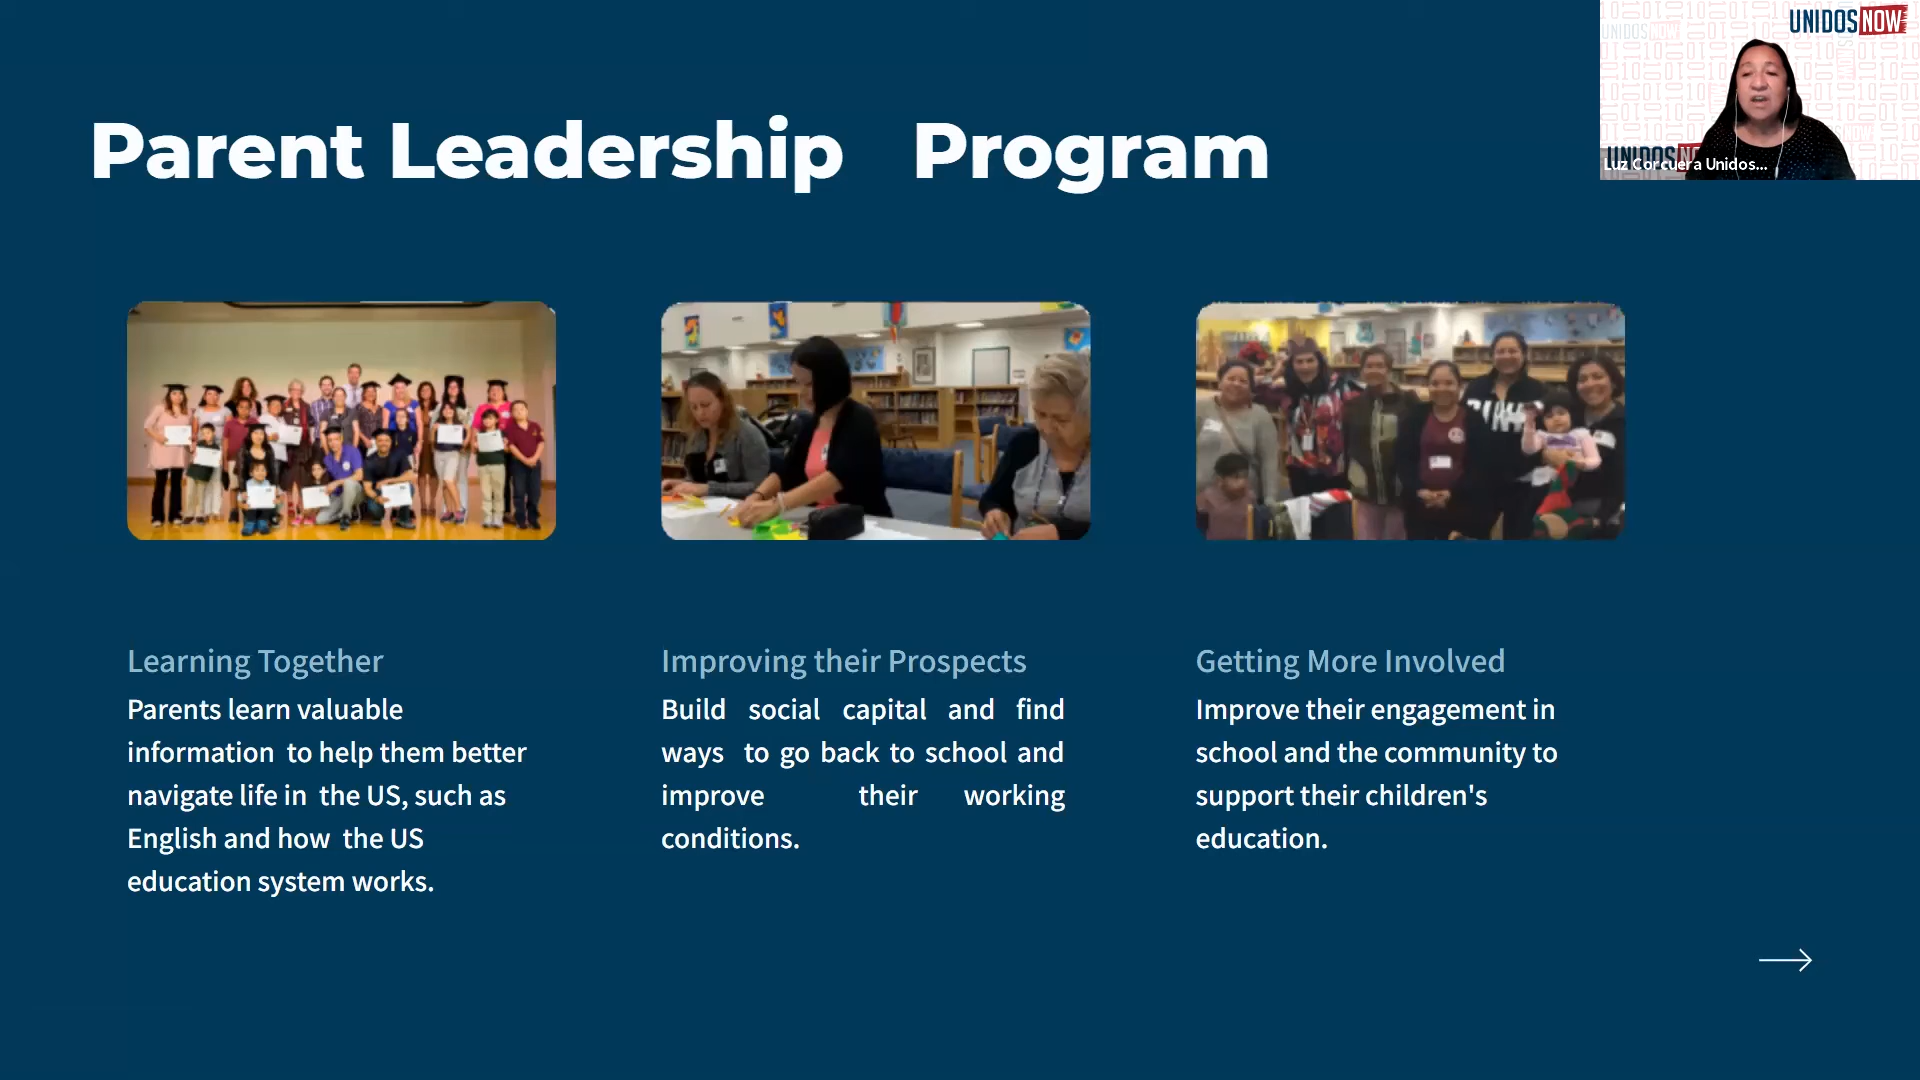 UNIDOS NOW
UNIDOS NOW
Luz Corcuera Unidos...
Parent Leadership Program
Learning Together
Parents learn valuable
information to help them better
navigate life in the US, such as
English and how the US
education system works.
Improving their Prospects
Build social capital and find
ways to go back to school and
improve their working
conditions.
Getting More Involved
Improve their engagement in
school and the community to
support their children's
education.